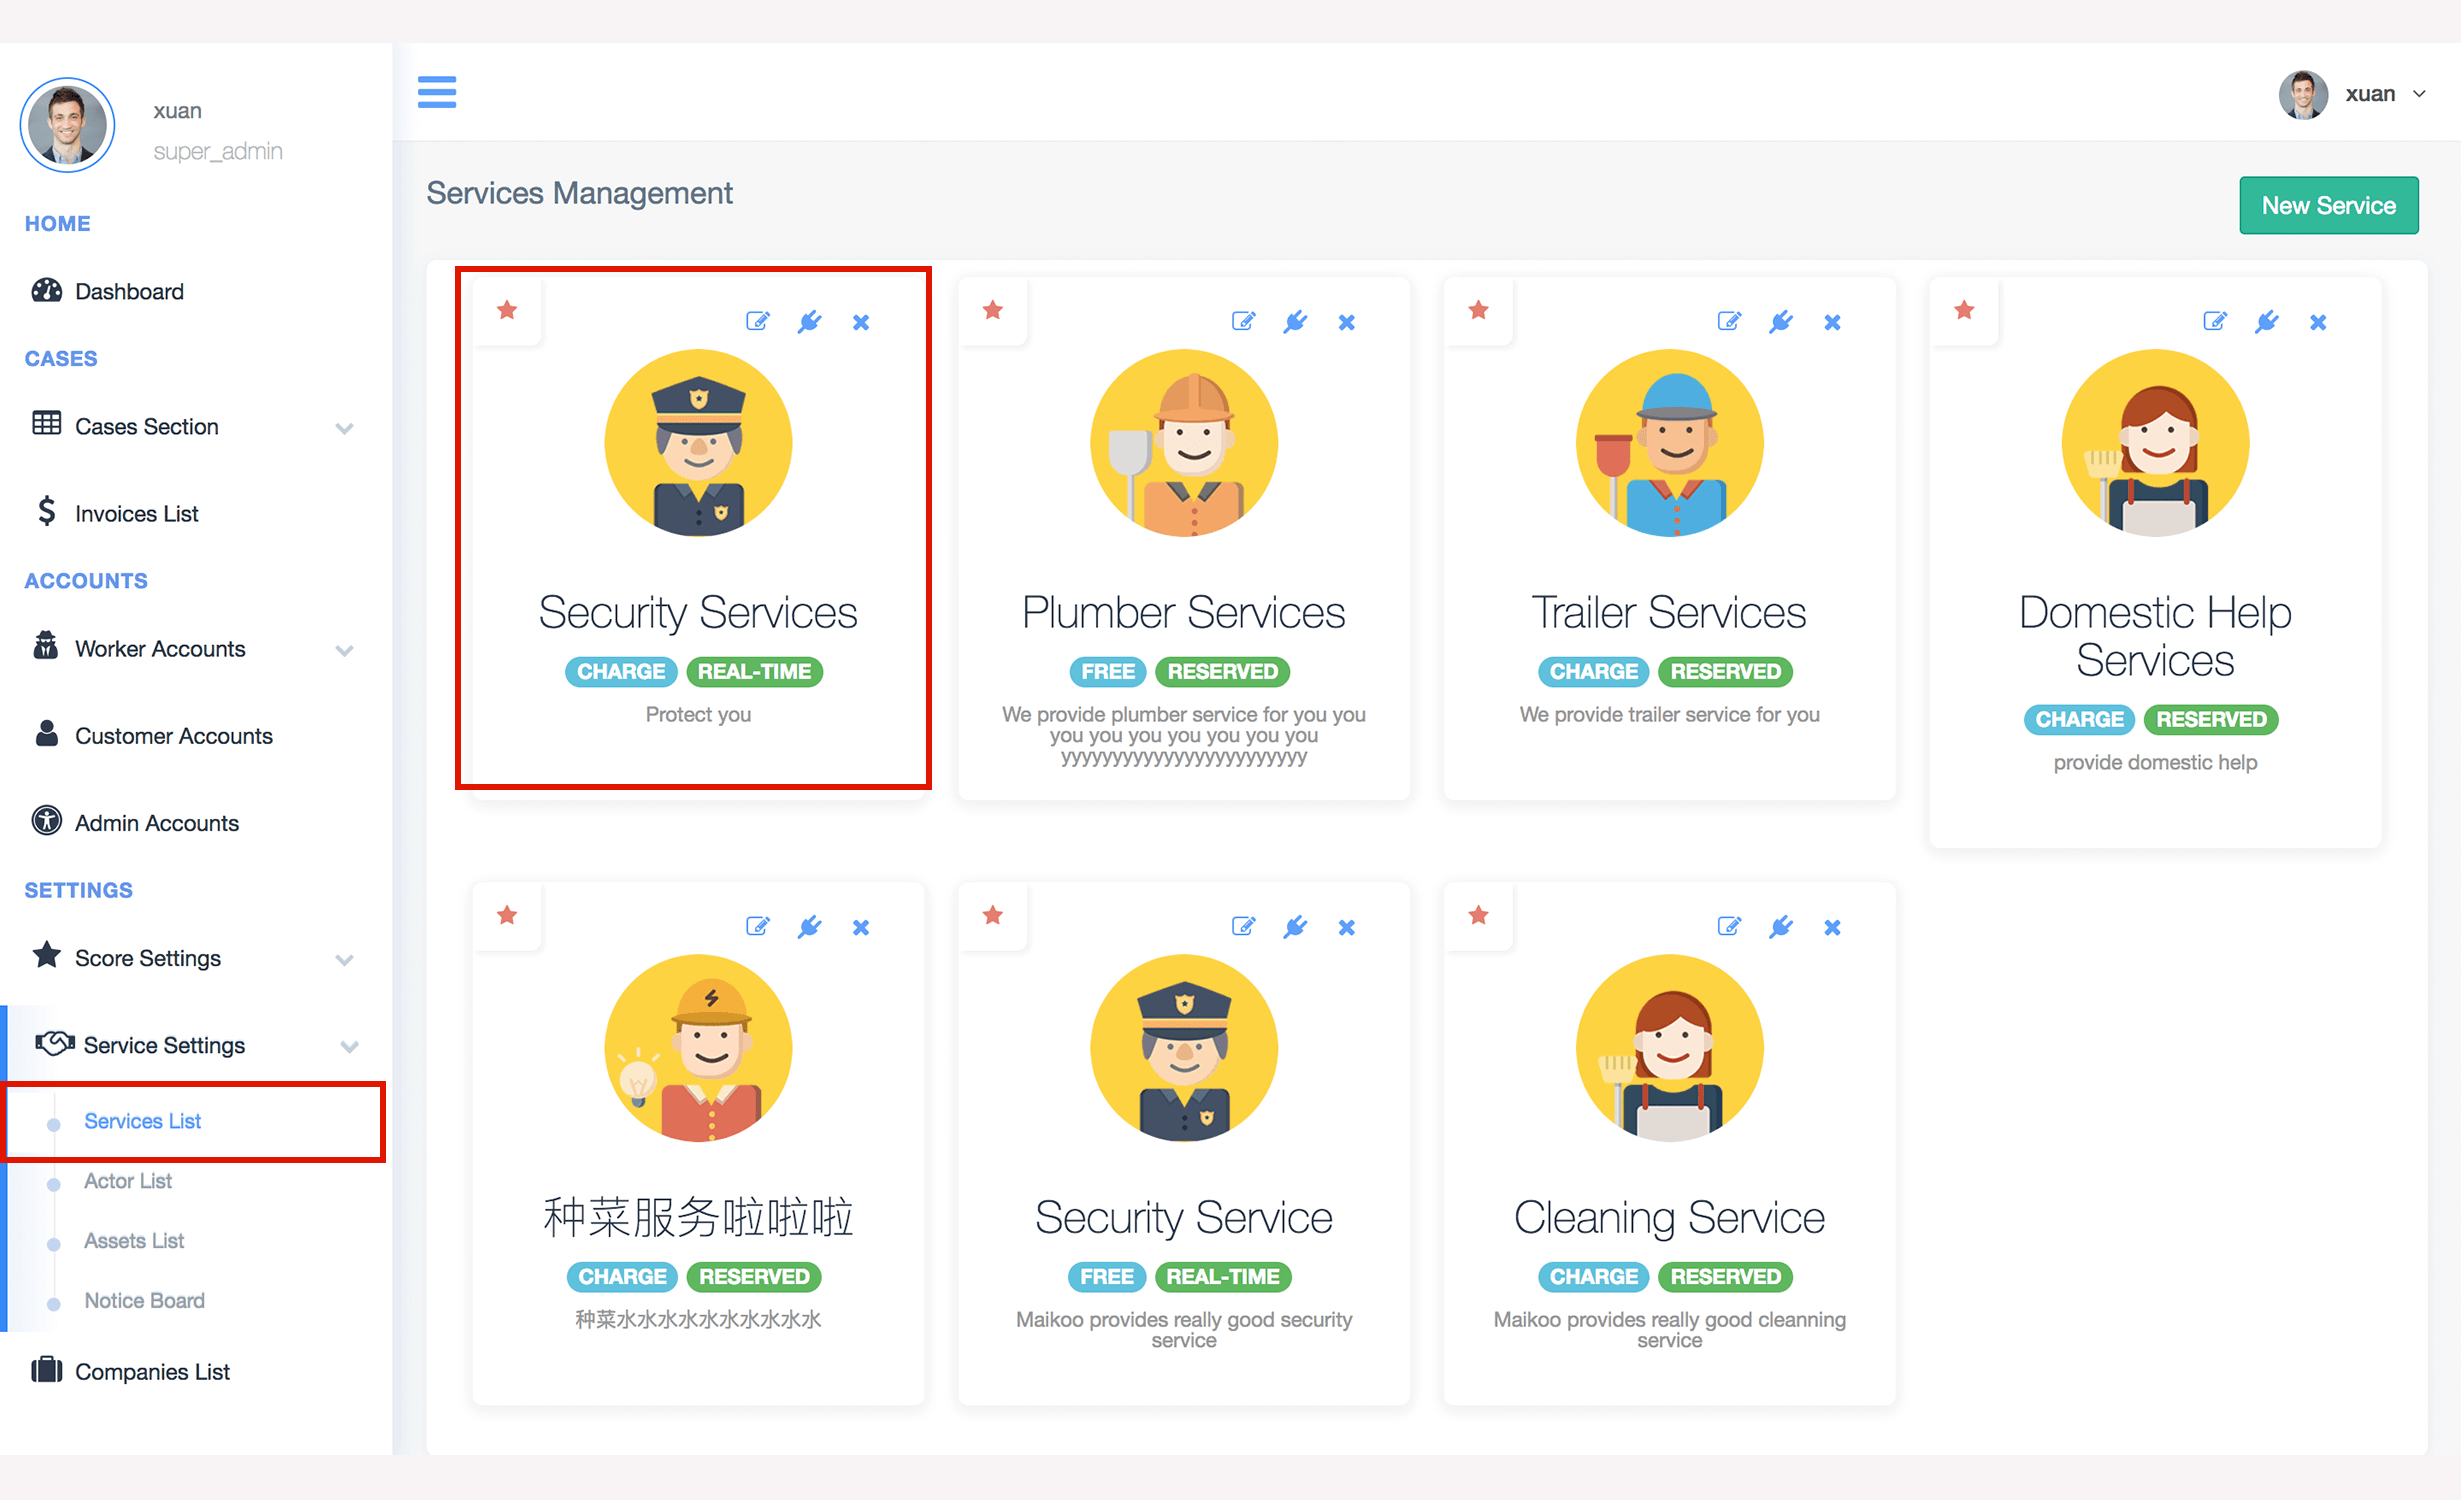 xuan
super_admin
HOME
Dashboard
CASES
Cases Section
Invoices List
ACCOUNTS
Worker Accounts
Customer Accounts
Admin Accounts
SETTINGS
Score Settings
Service Settings
Services List
Actor List
Assets List
Notice Board
Companies List
xuan
Services Management
New Service
Security Services
CHARGE REAL-TIME
Protect you
Plumber Services
FREE RESERVED
We provide plumber service for you you
you you you you you you you
yyyyyyyyyyyyyyyyyyyyyyyy
Trailer Services
CHARGE RESERVED
We provide trailer service for you
Domestic Help
Services
CHARGE RESERVED
provide domestic help
种菜服务啦啦啦
CHARGE RESERVED
种菜水水水水水水水水水水
Security Service
FREE REAL-TIME
Maikoo provides really good security
service
Cleaning Service
CHARGE RESERVED
Maikoo provides really good cleanning
service